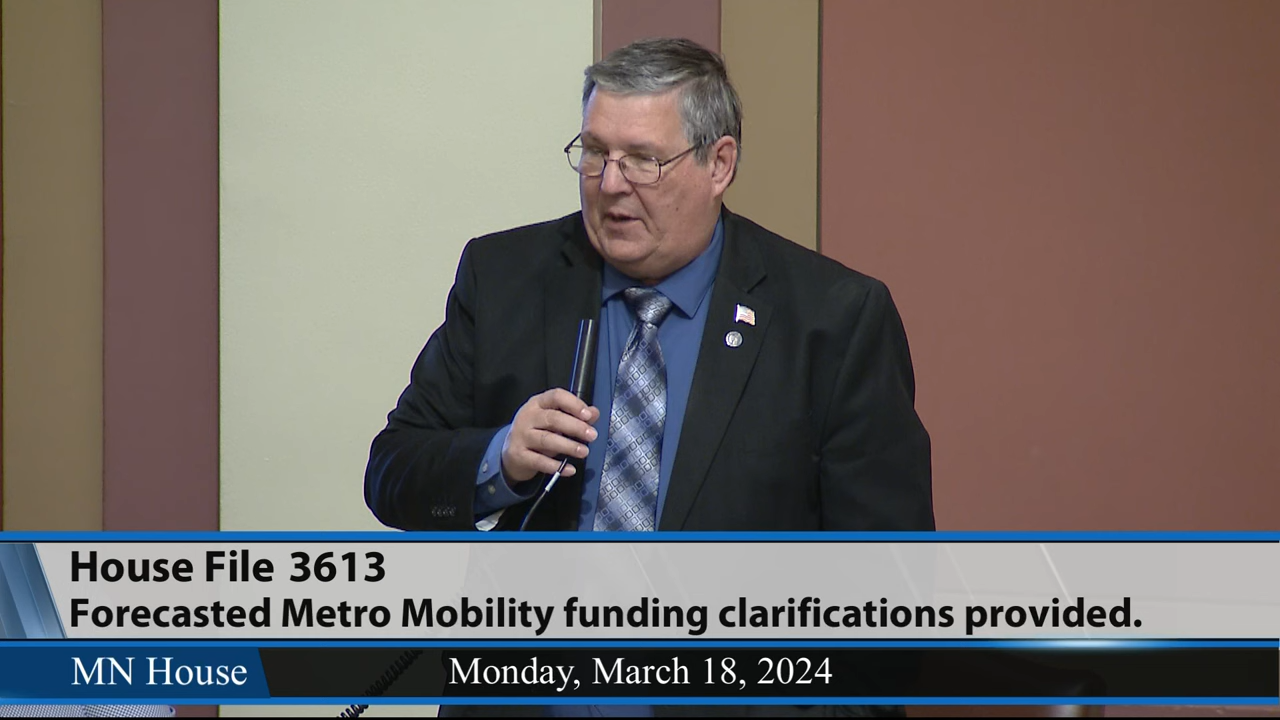 House File 3613
Forecasted Metro Mobility funding clarifications provided.
MN House
Monday, March 18, 2024